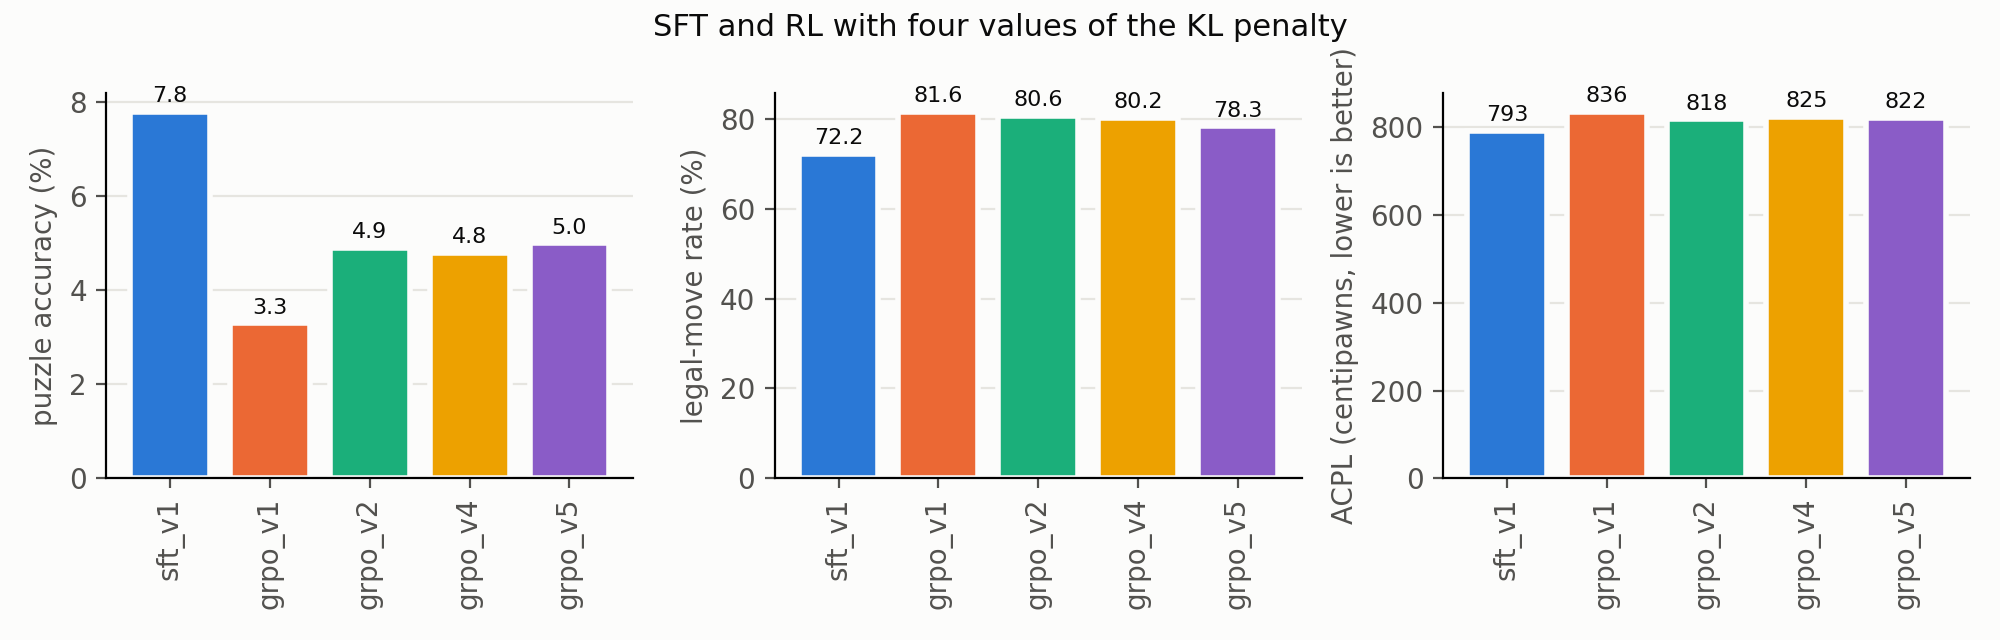 SFT and RL with four values of the KL penalty
puzzle accuracy (%)
8
6
4
2
0
7.8
3.3
4.9
4.8
5.0
sft_v1
grpo_v1
grpo_v2
grpo_v4
grpo_v5
legal-move rate (%)
80
60
40
20
0
72.2
81.6
80.6
80.2
78.3
sft_v1
grpo_v1
grpo_v2
grpo_v4
grpo_v5
ACPL (centipawns, lower is better)
800
600
400
200
0
793
836
818
825
822
sft_v1
grpo_v1
grpo_v2
grpo_v4
grpo_v5